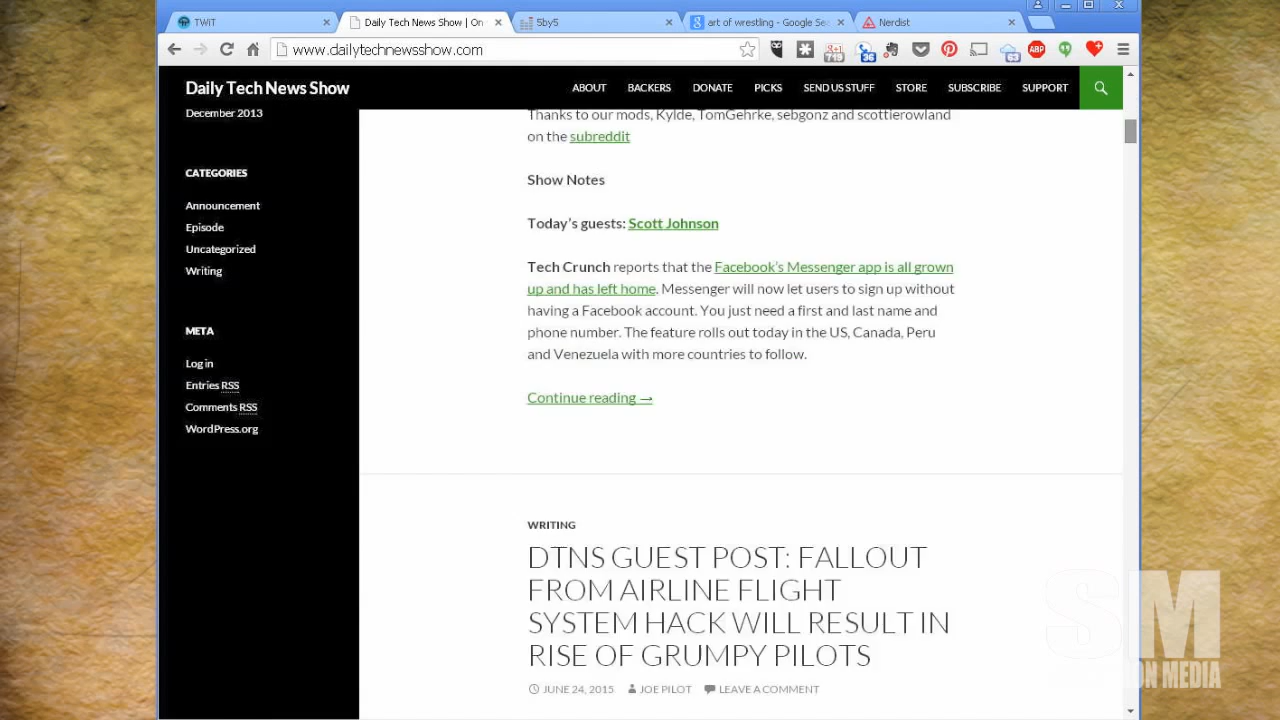 TWiT
Daily Tech News Show | On
5by5
art of wrestling - Google Sea
Nerdist
www.dailytechnewsshow.com
719
36
ABP
63
Daily Tech News Show
ABOUT BACKERS DONATE PICKS SEND US STUFF STORE SUBSCRIBE SUPPORT
December 2013
CATEGORIES
Announcement
Episode
Uncategorized
Writing
META
Log in
Entries RSS
Comments RSS
WordPress.org
Thanks to our mods, Kylde, TomGehrke, sebgonz and scottierowland
on the subreddit
Show Notes
Today's guests: Scott Johnson
Tech Crunch reports that the Facebook's Messenger app is all grown
up and has left home. Messenger will now let users to sign up without
having a Facebook account. You just need a first and last name and
phone number. The feature rolls out today in the US, Canada, Peru
and Venezuela with more countries to follow.
Continue reading →
WRITING
DTNS GUEST POST: FALLOUT
FROM AIRLINE FLIGHT
SYSTEM HACK WILL RESULT IN
RISE OF GRUMPY PILOTS
JUNE 24, 2015 JOE PILOT LEAVE A COMMENT
SM
MEDIA